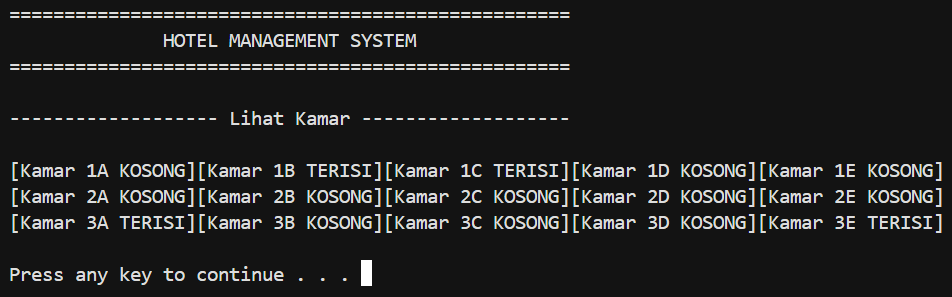 ===================================================
HOTEL MANAGEMENT SYSTEM
===================================================
------------------- Lihat Kamar -------------------
[Kamar 1A KOSONG][Kamar 1B TERISI][Kamar 1C TERISI][Kamar 1D KOSONG][Kamar 1E KOSONG]
[Kamar 2A KOSONG][Kamar 2B KOSONG][Kamar 2C KOSONG][Kamar 2D KOSONG][Kamar 2E KOSONG]
[Kamar 3A TERISI][Kamar 3B KOSONG][Kamar 3C KOSONG][Kamar 3D KOSONG][Kamar 3E TERISI]
Press any key to continue . . .